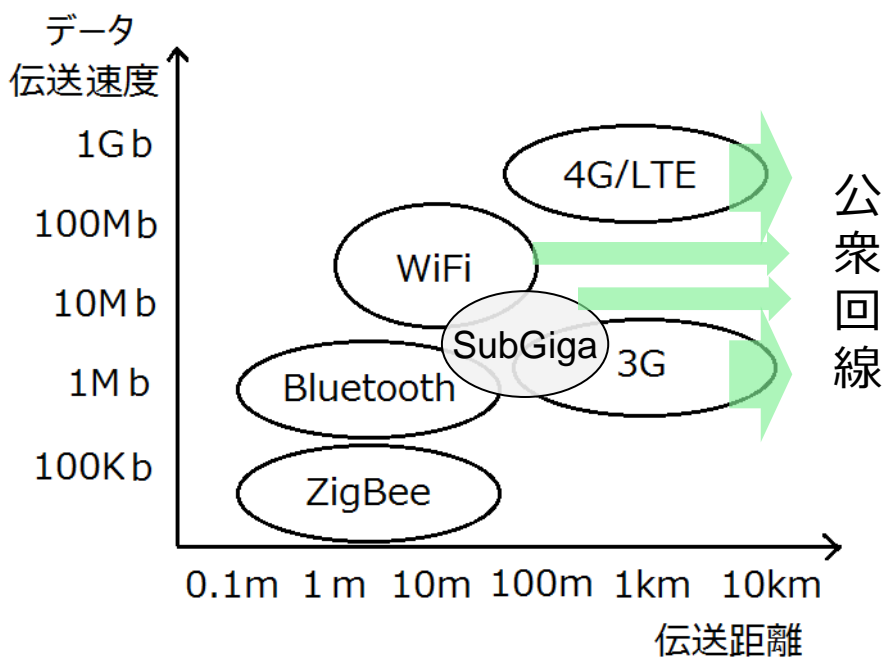 データ
伝送速度
1Gb
100Mb
10Mb
1Mb
100Kb
4G/LTE
WiFi
SubGiga
3G
Bluetooth
ZigBee
公衆回線
0.1m 1m 10m 100m 1km 10km
伝送距離